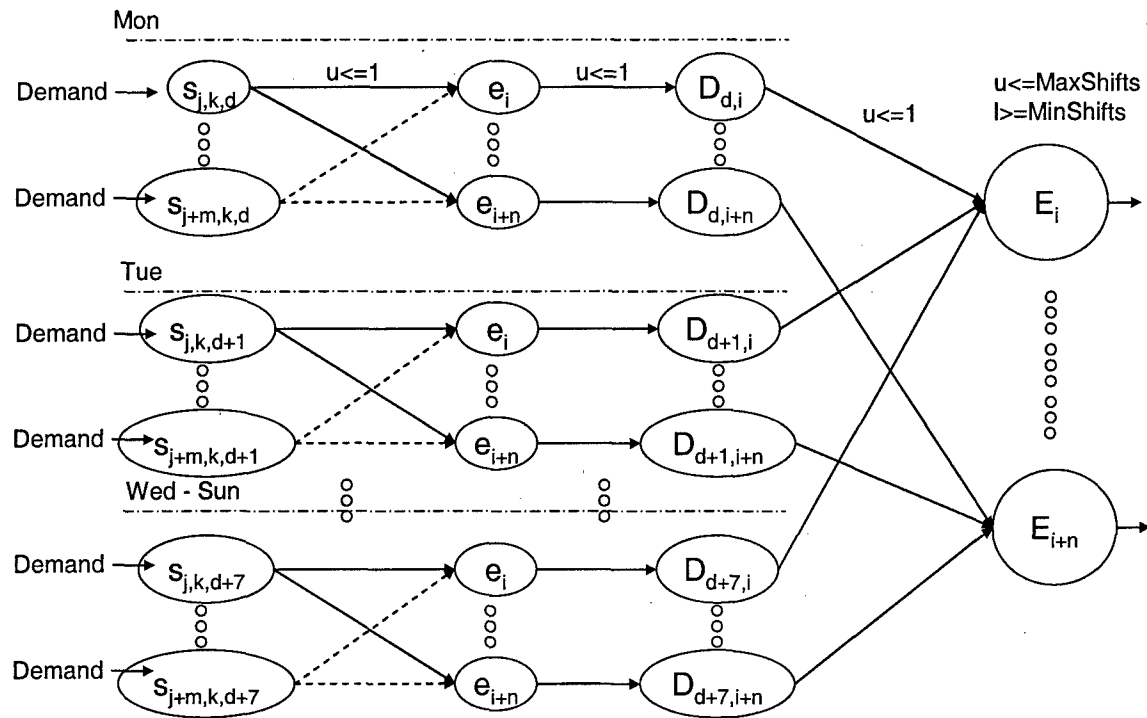 Mon
Demand
s_{j,k,d}
u<=1
e_i
u<=1
D_{d,i}
u<=1
u<=MaxShifts
l>=MinShifts
Demand
s_{j+m,k,d}
e_{i+n}
D_{d,i+n}
E_i
Tue
Demand
s_{j,k,d+1}
e_i
D_{d+1,i}
Demand
s_{j+m,k,d+1}
e_{i+n}
D_{d+1,i+n}
Wed - Sun
E_{i+n}
Demand
s_{j,k,d+7}
e_i
D_{d+7,i}
Demand
s_{j+m,k,d+7}
e_{i+n}
D_{d+7,i+n}